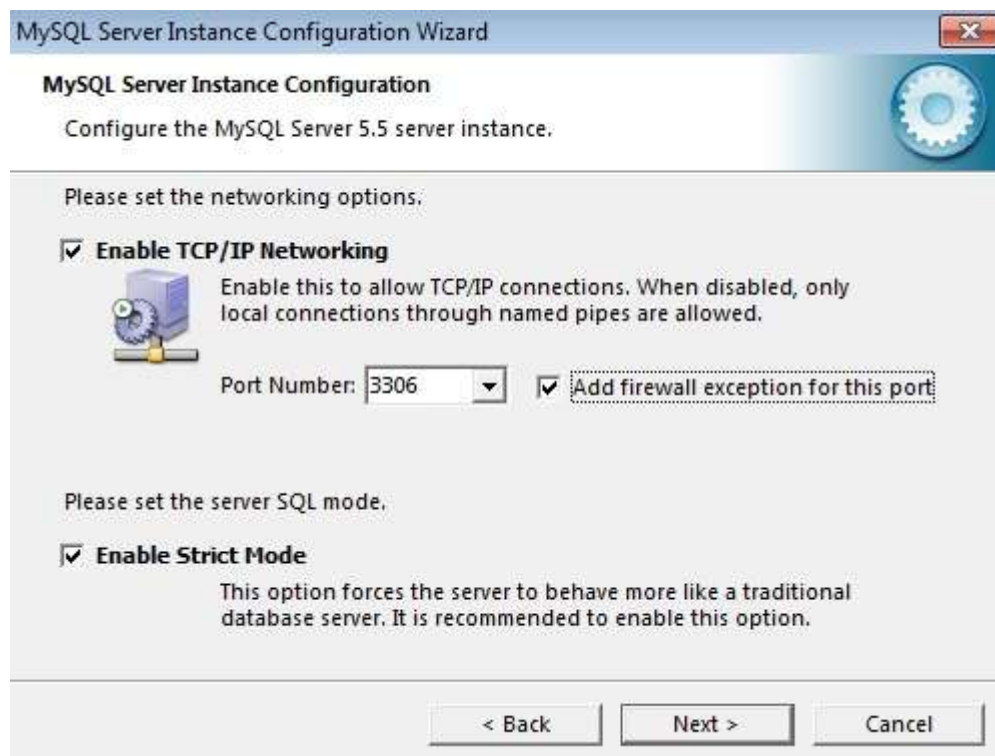 MySQL Server Instance Configuration Wizard
MySQL Server Instance Configuration
Configure the MySQL Server 5.5 server instance.
Please set the networking options.
Enable TCP/IP Networking
Enable this to allow TCP/IP connections. When disabled, only
local connections through named pipes are allowed.
Port Number: 3306 Add firewall exception for this port
Please set the server SQL mode.
Enable Strict Mode
This option forces the server to behave more like a traditional
database server. It is recommended to enable this option.
< Back Next > Cancel